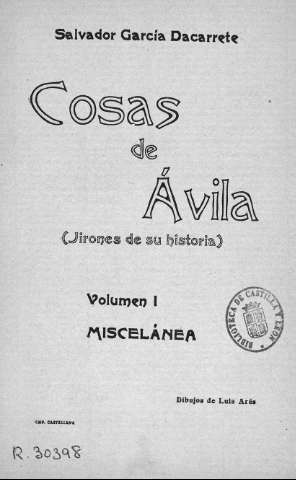 Salvador García Dacarrete
Cosas
de
Ávila
(Jirones de su historia)
Volumen I
MISCELÁNEA
BIBLIOTECA DE CASTILLA Y LEON
Dibujos de Luis Arés
IMP. CASTELLANA
R. 30398